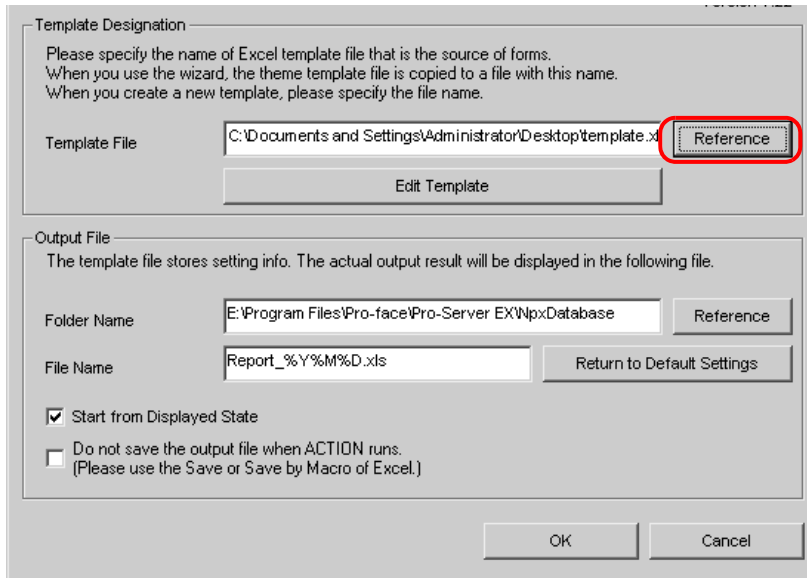 Template Designation
Please specify the name of Excel template file that is the source of forms.
When you use the wizard, the theme template file is copied to a file with this name.
When you create a new template, please specify the file name.
Template File
C:\Documents and Settings\Administrator\Desktop\template.xl
Reference
Edit Template
Output File
The template file stores setting info. The actual output result will be displayed in the following file.
Folder Name
E:\Program Files\Pro-face\Pro-Server EX\NpxDatabase
Reference
File Name
Report_%Y%M%D.xls
Return to Default Settings
Start from Displayed State
Do not save the output file when ACTION runs.
(Please use the Save or Save by Macro of Excel.)
OK
Cancel